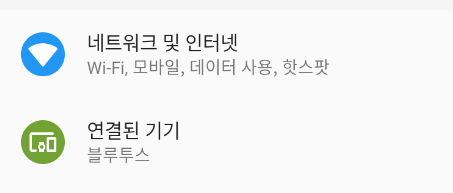 네트워크 및 인터넷
Wi-Fi, 모바일, 데이터 사용, 핫스팟
연결된 기기
블루투스